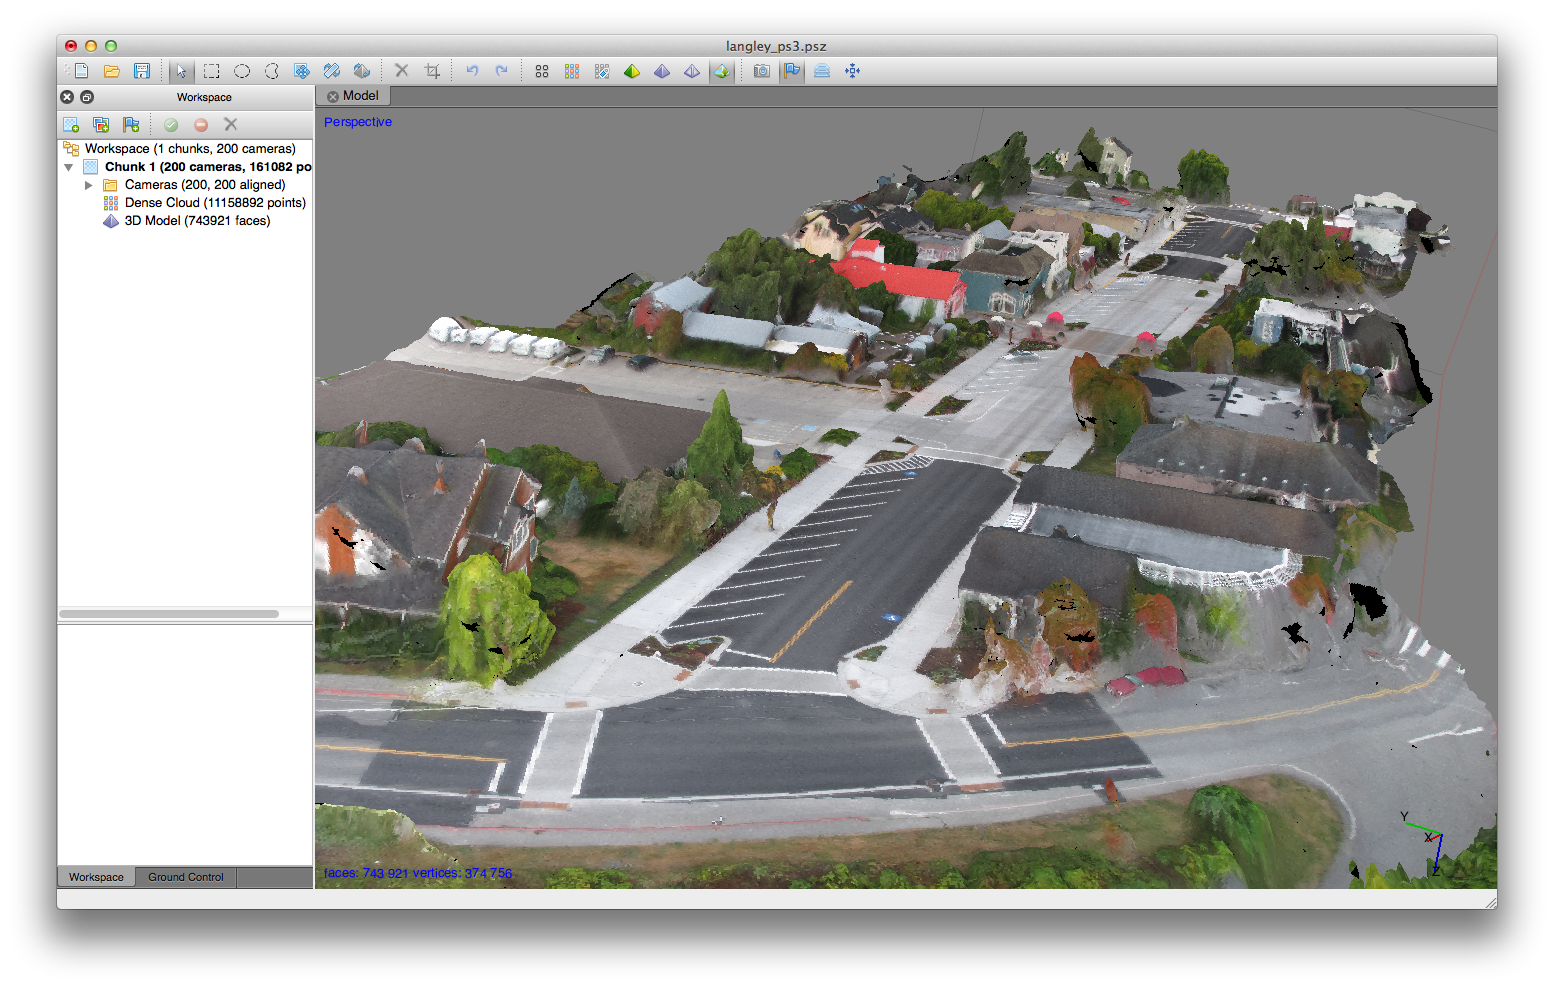 langley_ps3.psz
Workspace
Model
Perspective
Workspace (1 chunks, 200 cameras)
Chunk 1 (200 cameras, 161082 po
Cameras (200, 200 aligned)
Dense Cloud (11158892 points)
3D Model (743921 faces)
Y
X
Z
faces: 743 921 vertices: 374 756
Workspace
Ground Control